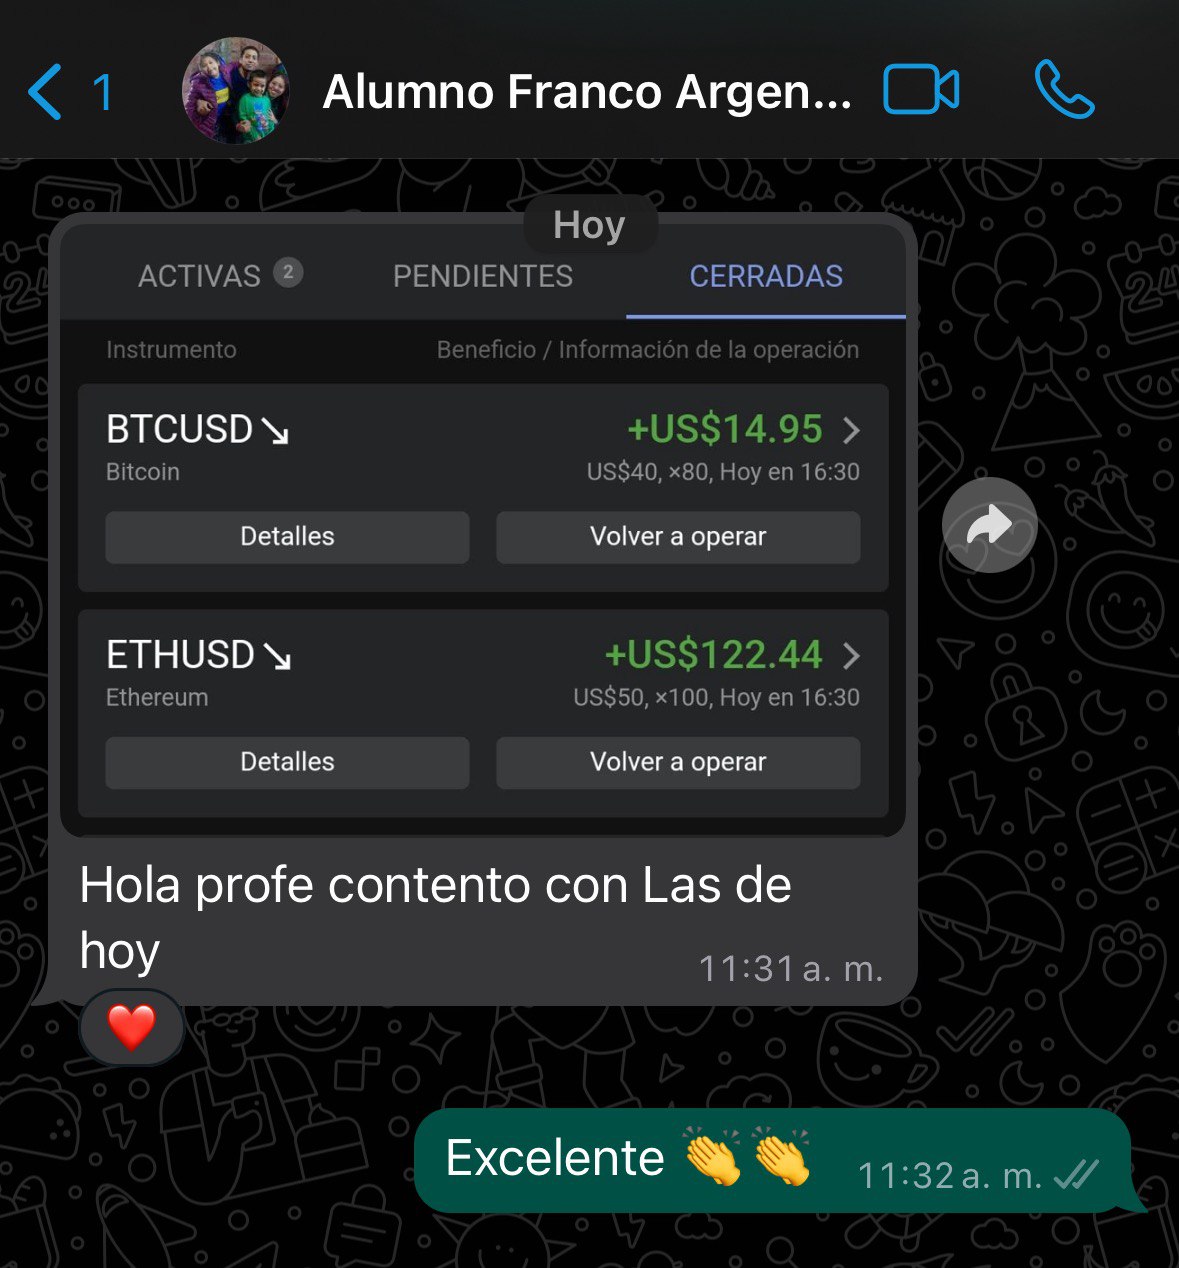 1
Alumno Franco Argen...
Hoy
ACTIVAS 2
PENDIENTES
CERRADAS
Instrumento
Beneficio / Información de la operación
BTCUSD
+US$14.95
Bitcoin
US$40, ×80, Hoy en 16:30
Detalles
Volver a operar
ETHUSD
+US$122.44
Ethereum
US$50, ×100, Hoy en 16:30
Detalles
Volver a operar
Hola profe contento con Las de
hoy
11:31 a. m.
Excelente 👏👏
11:32 a. m.